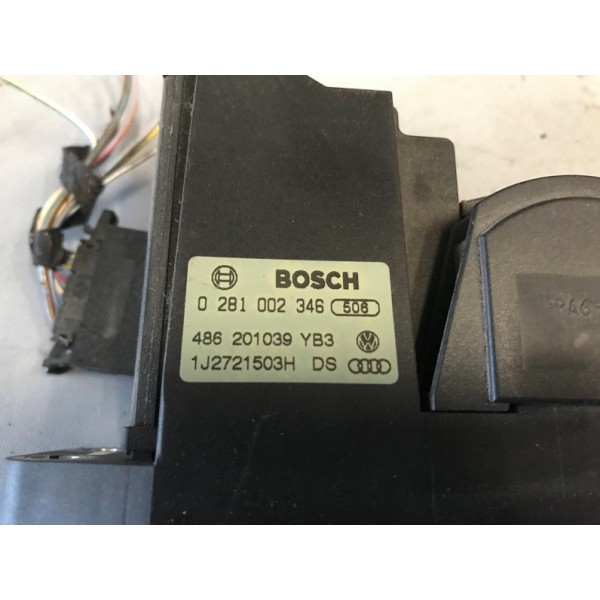 BOSCH
0 281 002 346 506
486 201039 YB3
1J2721503H DS